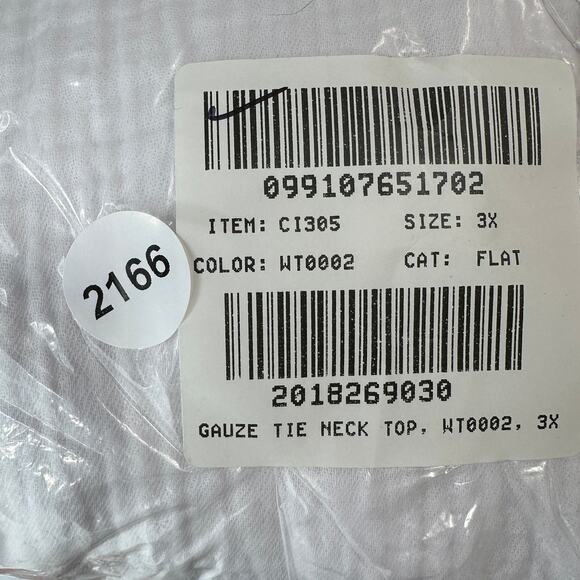 099107651702
ITEM: CI305 SIZE: 3X
COLOR: WT0002 CAT: FLAT
2018269030
GAUZE TIE NECK TOP, WT0002, 3X
2166